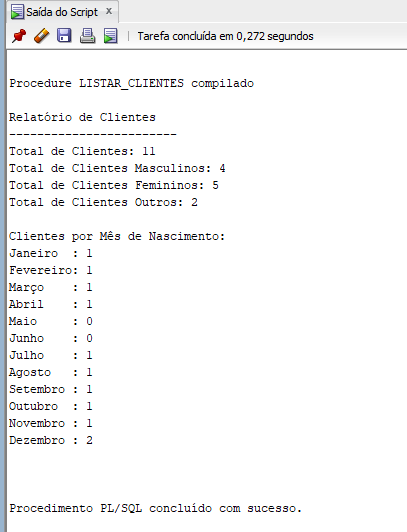 Saída do Script ×
Tarefa concluída em 0,272 segundos
Procedure LISTAR_CLIENTES compilado
Relatório de Clientes
------------------------
Total de Clientes: 11
Total de Clientes Masculinos: 4
Total de Clientes Femininos: 5
Total de Clientes Outros: 2
Clientes por Mês de Nascimento:
Janeiro  : 1
Fevereiro: 1
Março    : 1
Abril    : 1
Maio     : 0
Junho    : 0
Julho    : 1
Agosto   : 1
Setembro : 1
Outubro  : 1
Novembro : 1
Dezembro : 2
Procedimento PL/SQL concluído com sucesso.